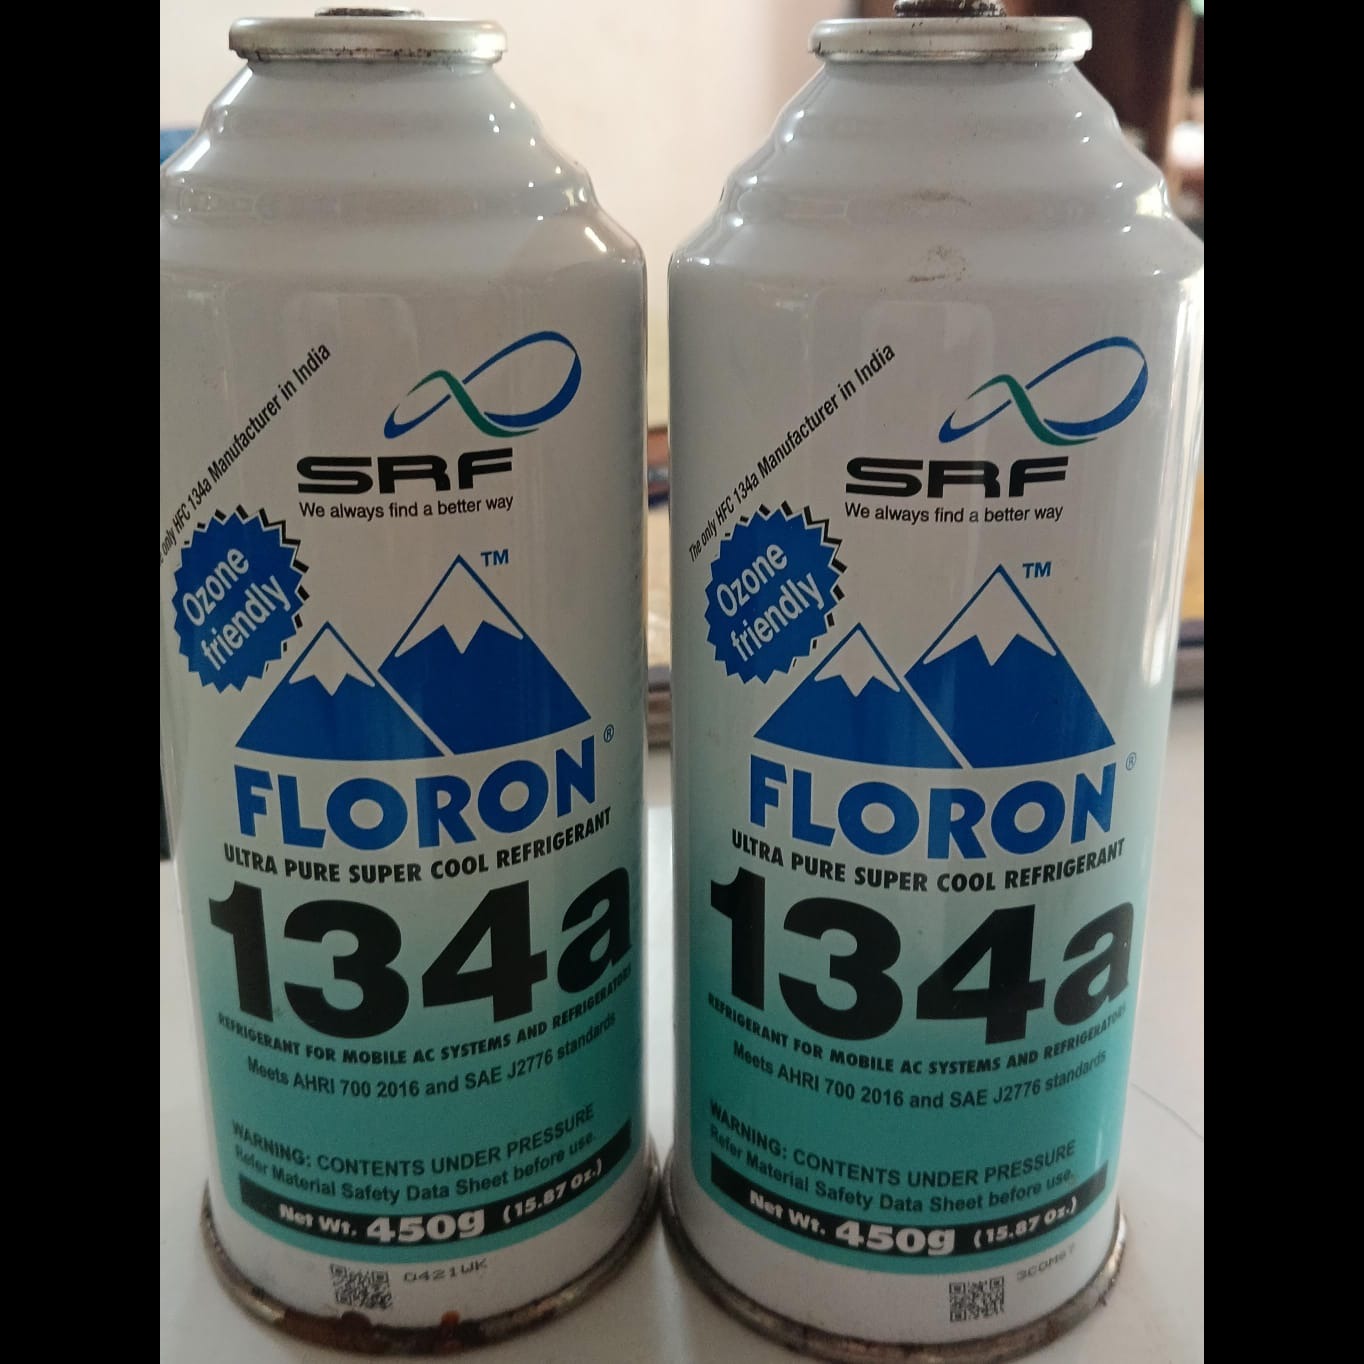 only HFC 134a Manufacturer in India
SRF
We always find a better way
Ozone
friendly
TM
FLORON ®
ULTRA PURE SUPER COOL REFRIGERANT
134a
REFRIGERANT FOR MOBILE AC SYSTEMS AND REFRIGERATORS
Meets AHRI 700 2016 and SAE J2776 standards
WARNING: CONTENTS UNDER PRESSURE
Refer Material Safety Data Sheet before use.
Net Wt. 450g (15.87 Oz.)
0421WK
The only HFC 134a Manufacturer in India
SRF
We always find a better way
Ozone
friendly
TM
FLORON ®
ULTRA PURE SUPER COOL REFRIGERANT
134a
REFRIGERANT FOR MOBILE AC SYSTEMS AND REFRIGERATORS
Meets AHRI 700 2016 and SAE J2776 standards
WARNING: CONTENTS UNDER PRESSURE
Refer Material Safety Data Sheet before use.
Net Wt. 450g (15.87 Oz.)